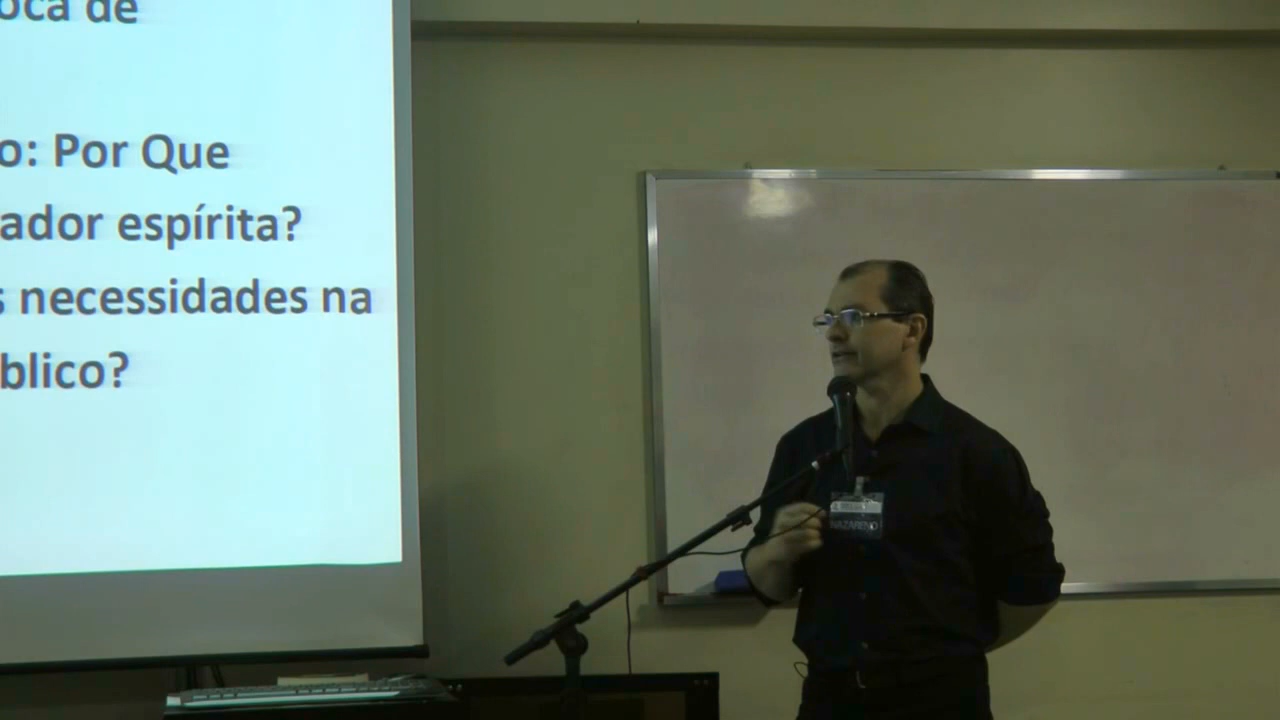 oca de
o: Por Que
ador espírita?
s necessidades na
blico?
NAZARENO